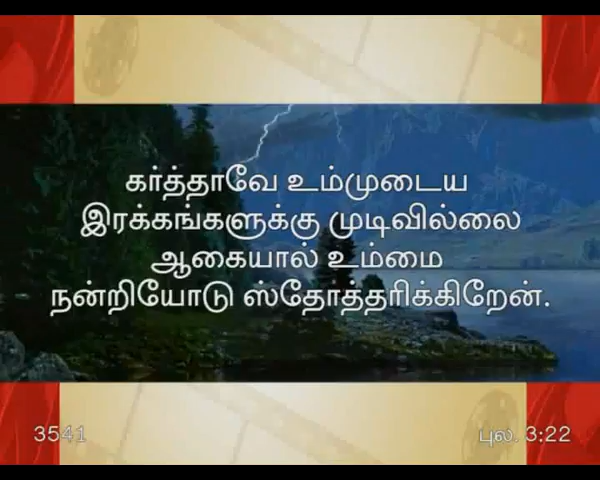 கர்த்தாவே உம்முடைய
இரக்கங்களுக்கு முடிவில்லை
ஆகையால் உம்மை
நன்றியோடு ஸ்தோத்தரிக்கிறேன்.
3541
புல. 3:22